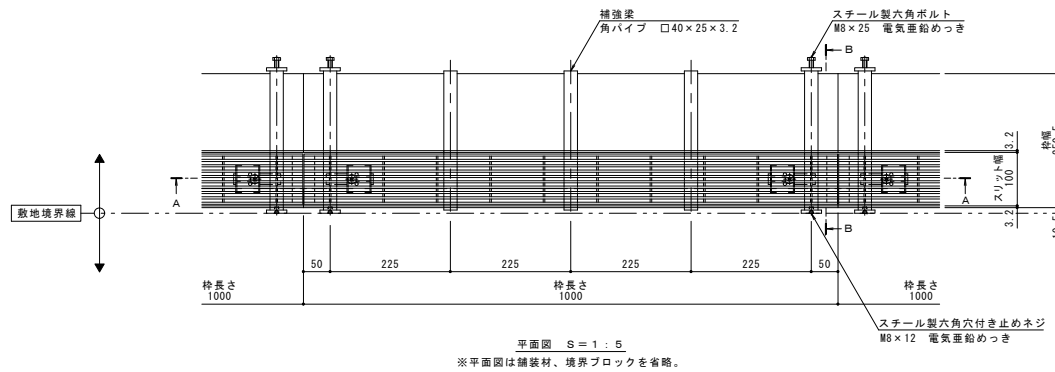 補強梁
角パイプ □40×25×3.2
スチール製六角ボルト
M8×25 電気亜鉛めっき
B
3.2
枠幅
スリット幅
100
3.2
A
A
敷地境界線
B
50
225
225
225
225
50
枠長さ
1000
枠長さ
1000
枠長さ
1000
スチール製六角穴付き止めネジ
M8×12 電気亜鉛めっき
平面図 S=1:5
※平面図は舗装材、境界ブロックを省略。